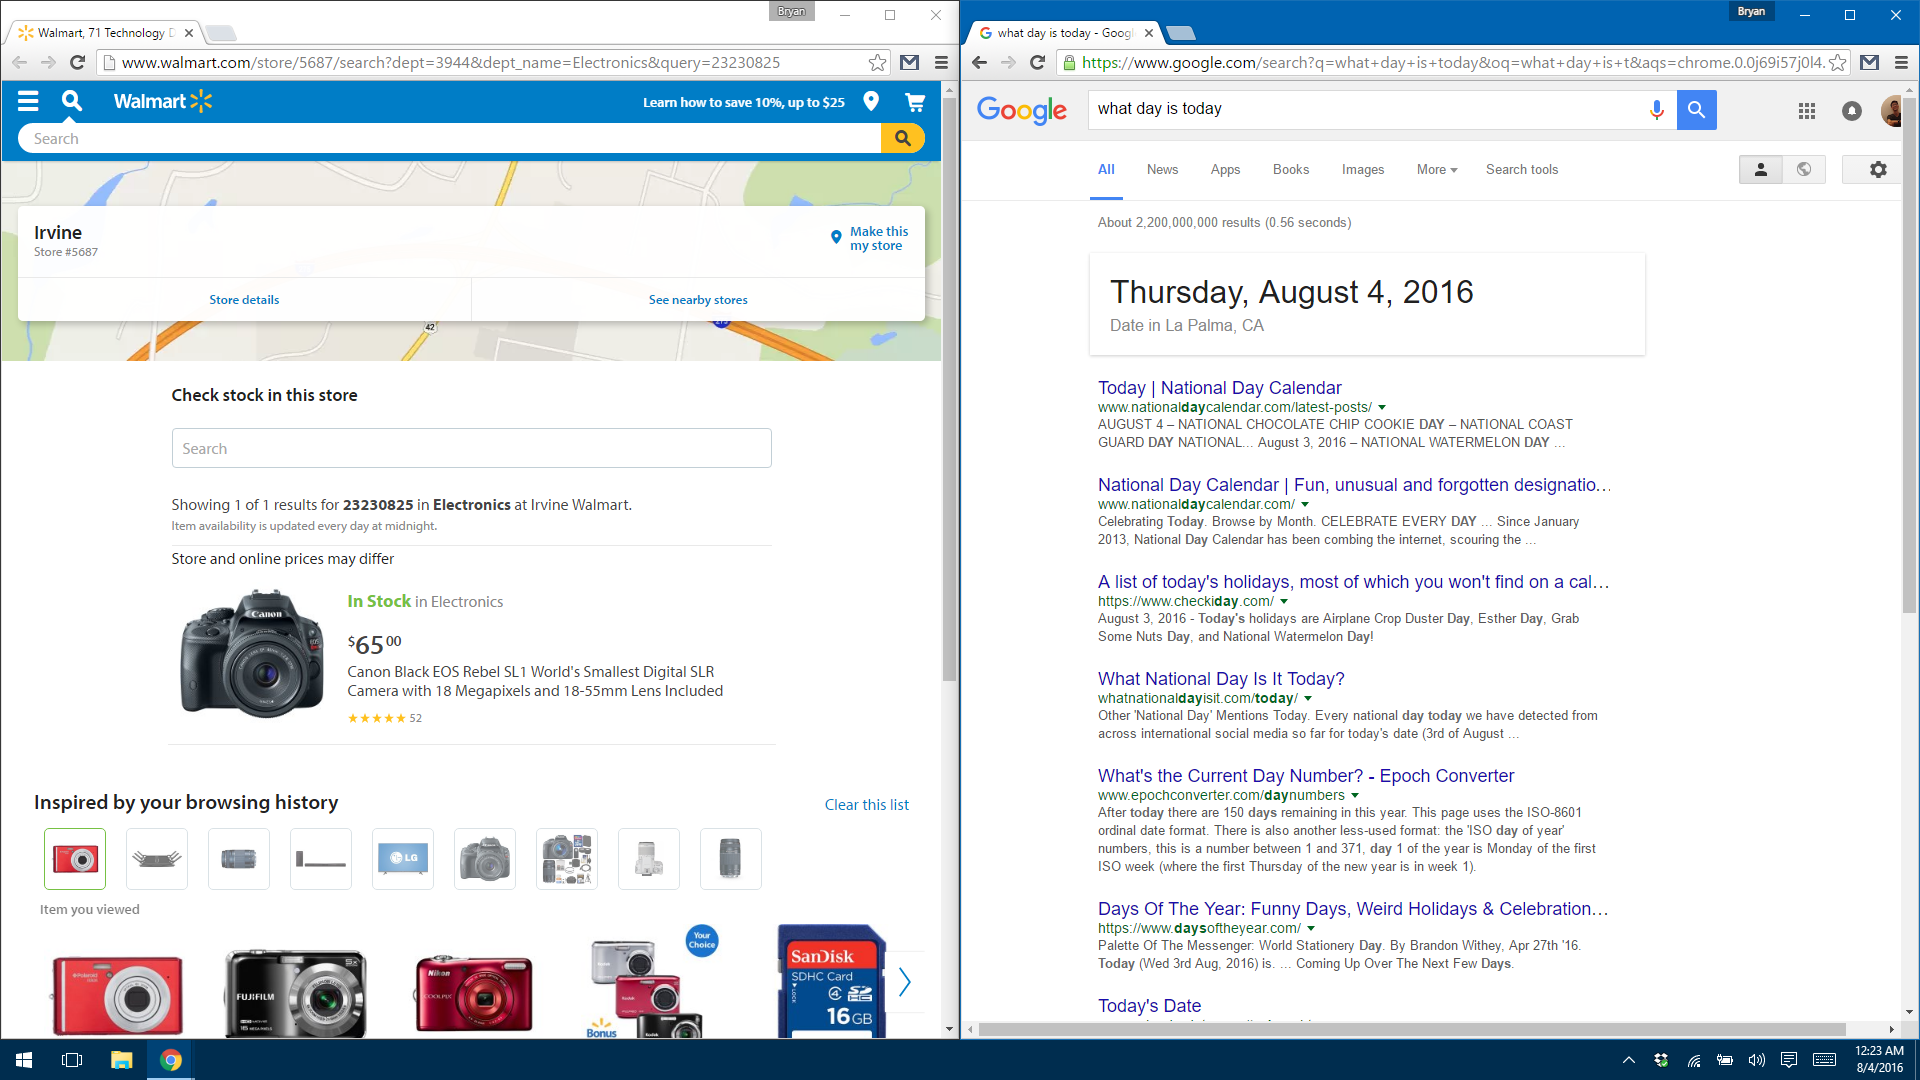 Bryan
Walmart, 71 Technology D
www.walmart.com/store/5687/search?dept=3944&dept_name=Electronics&query=23230825
Walmart
Learn how to save 10%, up to $25
Search
Irvine
Store #5687
Make this
my store
Store details
See nearby stores
42
Check stock in this store
Search
Showing 1 of 1 results for 23230825 in Electronics at Irvine Walmart.
Item availability is updated every day at midnight.
Store and online prices may differ
Canon
In Stock in Electronics
$65 00
Canon Black EOS Rebel SL1 World's Smallest Digital SLR
Camera with 18 Megapixels and 18-55mm Lens Included
52
Inspired by your browsing history
Clear this list
LG
Item you viewed
Polaroid
FUJIFILM
5x
16
Nikon
COOLPIX
Your
Choice
Kodak
Kodak
Kodak
Bonus
SanDisk
SDHC Card
LOCK
4
16 GB
Bryan
what day is today - Googl
https://www.google.com/search?q=what+day+is+today&oq=what+day+is+t&aqs=chrome.0.0j69i57j0l4.
Google
what day is today
All
News
Apps
Books
Images
More
Search tools
About 2,200,000,000 results (0.56 seconds)
Thursday, August 4, 2016
Date in La Palma, CA
Today | National Day Calendar
www.nationaldaycalendar.com/latest-posts/
AUGUST 4 – NATIONAL CHOCOLATE CHIP COOKIE DAY – NATIONAL COAST
GUARD DAY NATIONAL... August 3, 2016 – NATIONAL WATERMELON DAY ...
National Day Calendar | Fun, unusual and forgotten designatio...
www.nationaldaycalendar.com/
Celebrating Today. Browse by Month. CELEBRATE EVERY DAY ... Since January
2013, National Day Calendar has been combing the internet, scouring the ...
A list of today's holidays, most of which you won't find on a cal...
https://www.checkiday.com/
August 3, 2016 - Today's holidays are Airplane Crop Duster Day, Esther Day, Grab
Some Nuts Day, and National Watermelon Day!
What National Day Is It Today?
whatnationaldayisit.com/today/
Other 'National Day' Mentions Today. Every national day today we have detected from
across international social media so far for today's date (3rd of August ...
What's the Current Day Number? - Epoch Converter
www.epochconverter.com/daynumbers
After today there are 150 days remaining in this year. This page uses the ISO-8601
ordinal date format. There is also another less-used format: the 'ISO day of year'
numbers, this is a number between 1 and 371, day 1 of the year is Monday of the first
ISO week (where the first Thursday of the new year is in week 1).
Days Of The Year: Funny Days, Weird Holidays & Celebration...
https://www.daysoftheyear.com/
Palette Of The Messenger: World Stationery Day. By Brandon Withey, Apr 27th '16.
Today (Wed 3rd Aug, 2016) is. ... Coming Up Over The Next Few Days.
Today's Date
12:23 AM
8/4/2016